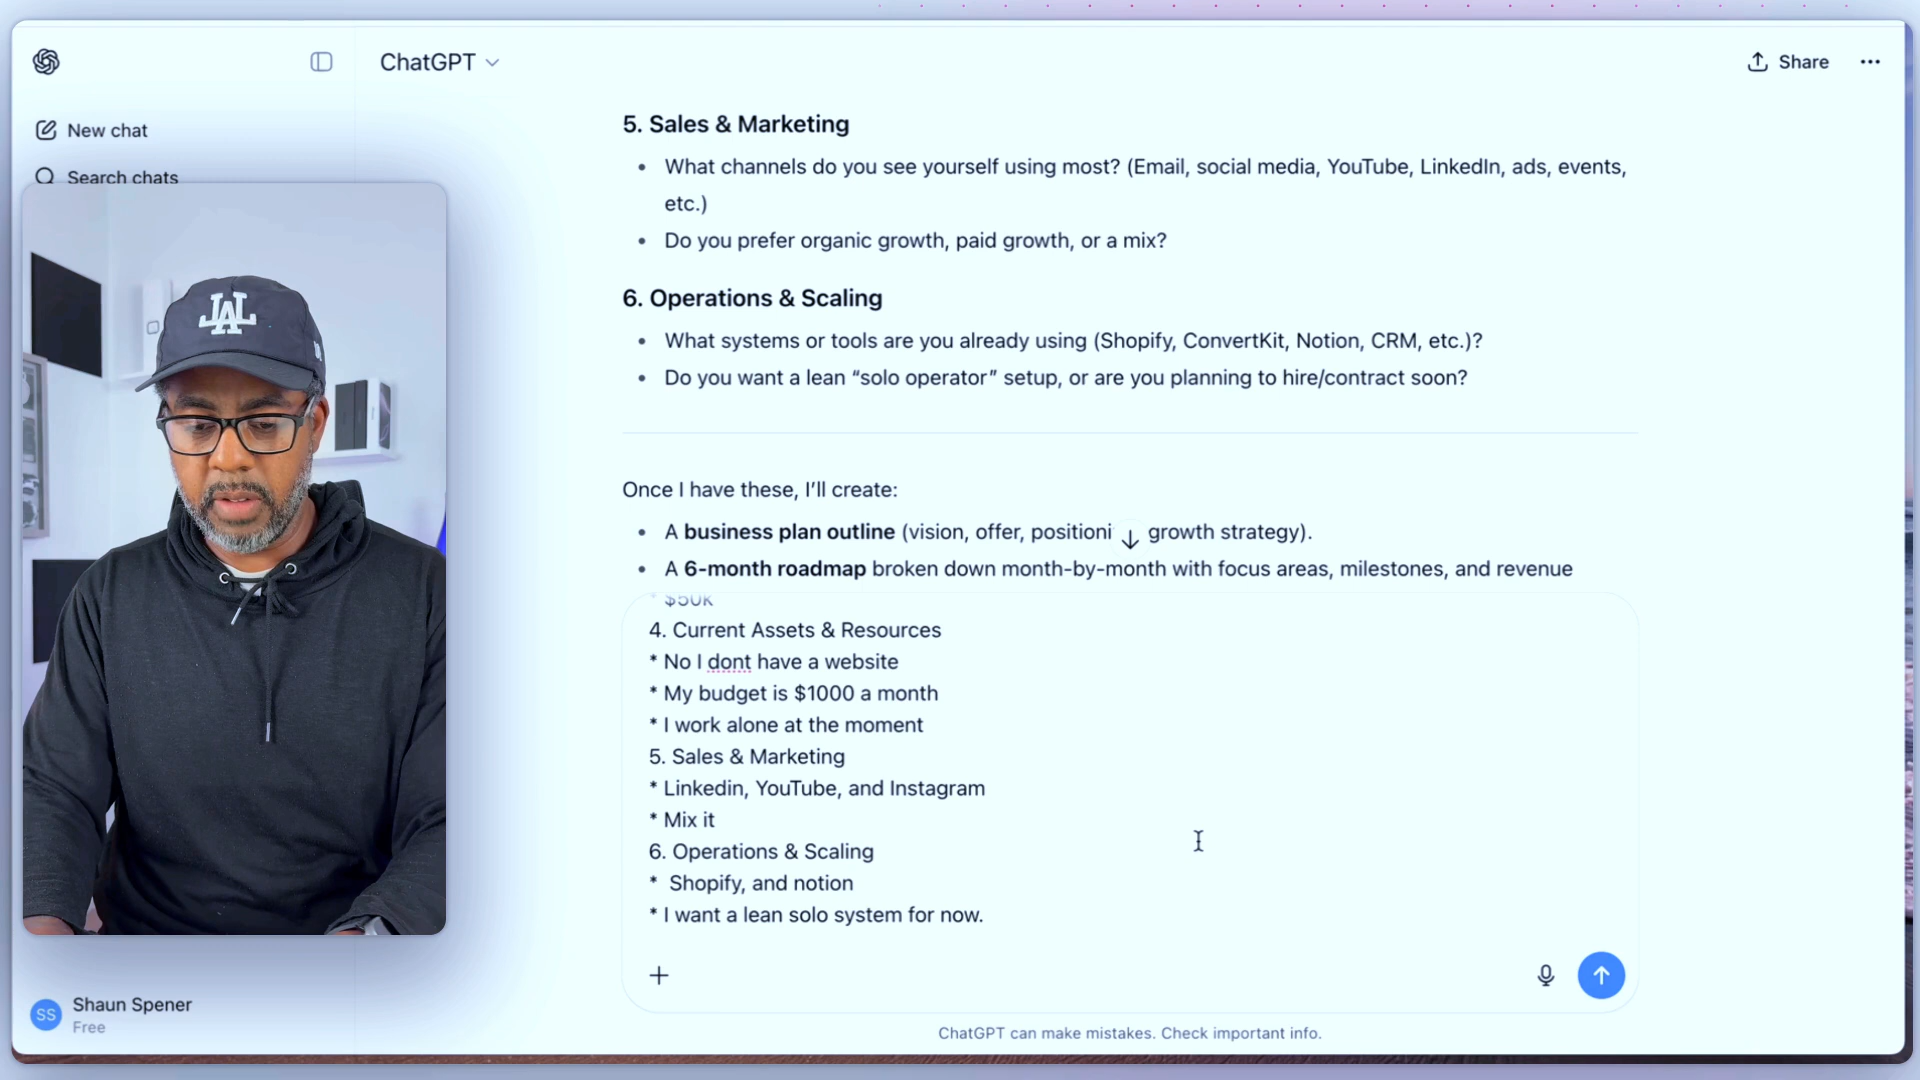 ChatGPT
Share
New chat
Search chats
5. Sales & Marketing
• What channels do you see yourself using most? (Email, social media, YouTube, LinkedIn, ads, events,
etc.)
• Do you prefer organic growth, paid growth, or a mix?
6. Operations & Scaling
• What systems or tools are you already using (Shopify, ConvertKit, Notion, CRM, etc.)?
• Do you want a lean “solo operator” setup, or are you planning to hire/contract soon?
Once I have these, I’ll create:
• A business plan outline (vision, offer, positioni growth strategy).
• A 6-month roadmap broken down month-by-month with focus areas, milestones, and revenue
* $50k
4. Current Assets & Resources
* No I dont have a website
* My budget is $1000 a month
* I work alone at the moment
5. Sales & Marketing
* Linkedin, YouTube, and Instagram
* Mix it
6. Operations & Scaling
*  Shopify, and notion
* I want a lean solo system for now.
LA
SS
Shaun Spener
Free
ChatGPT can make mistakes. Check important info.